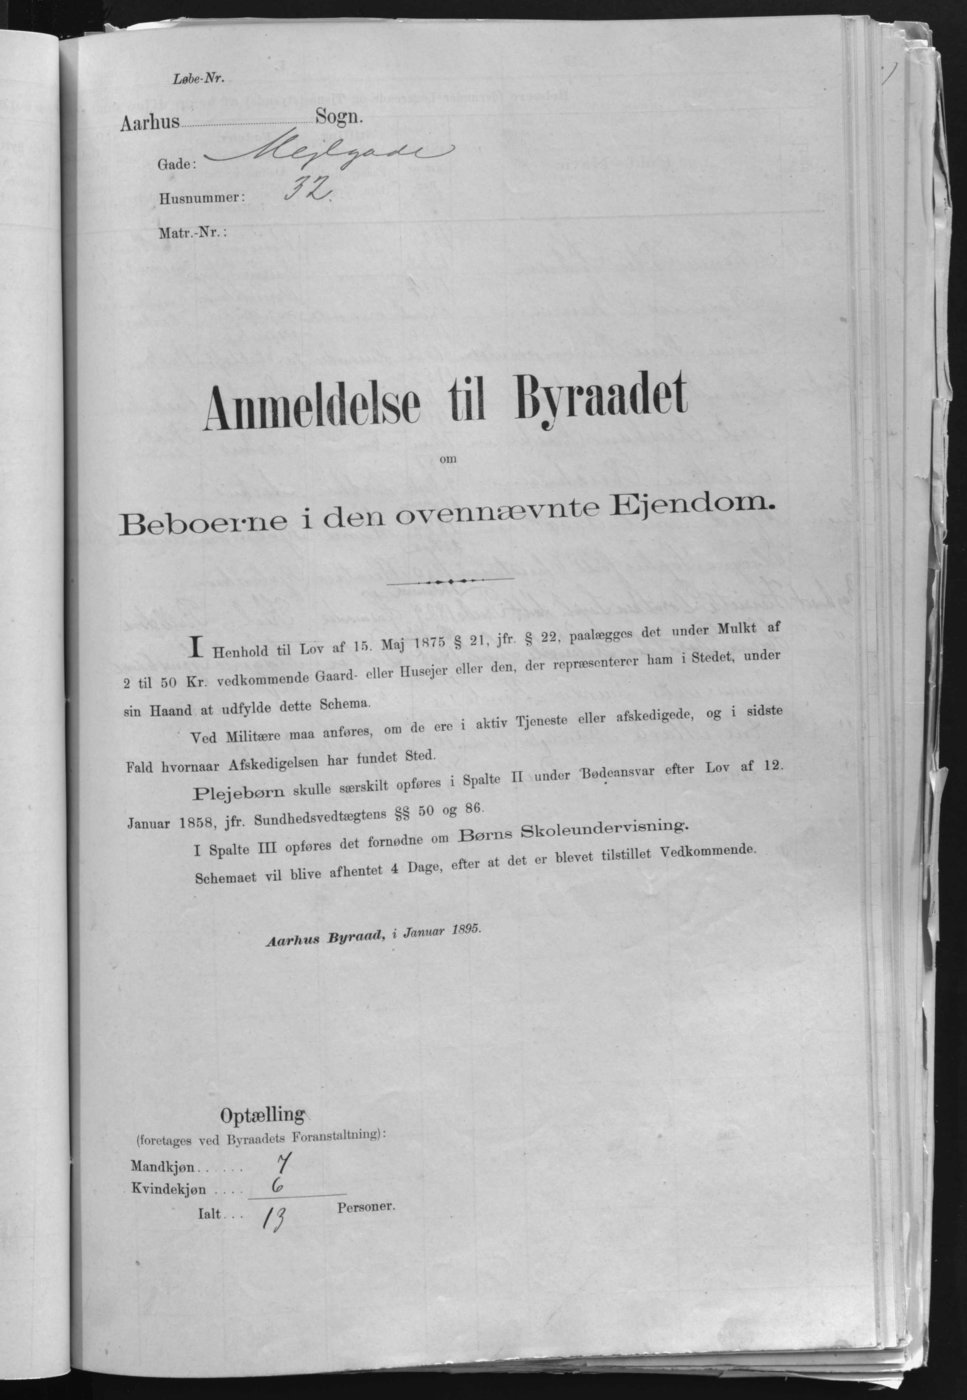 Løbe-Nr.
Aarhus Sogn.
Gade: Mejlgade
Husnummer: 32.
Matr.-Nr.:
Anmeldelse til Byraadet
om
Beboerne i den ovennævnte Ejendom.
I Henhold til Lov af 15. Maj 1875 § 21, jfr. § 22, paalægges det under Mulkt af
2 til 50 Kr. vedkommende Gaard- eller Husejer eller den, der repræsenterer ham i Stedet, under
sin Haand at udfylde dette Schema.
Ved Militære maa anføres, om de ere i aktiv Tjeneste eller afskedigede, og i sidste
Fald hvornaar Afskedigelsen har fundet Sted.
Plejebørn skulle særskilt opføres i Spalte II under Bødeansvar efter Lov af 12.
Januar 1858, jfr. Sundhedsvedtægtens §§ 50 og 86.
I Spalte III opføres det fornødne om Børns Skoleundervisning.
Schemaet vil blive afhentet 4 Dage, efter at det er blevet tilstillet Vedkommende.
Aarhus Byraad, i Januar 1895.
Optælling
(foretages ved Byraadets Foranstaltning):
Mandkjøn...... 7
Kvindekjøn .... 6
Ialt... 13 Personer.